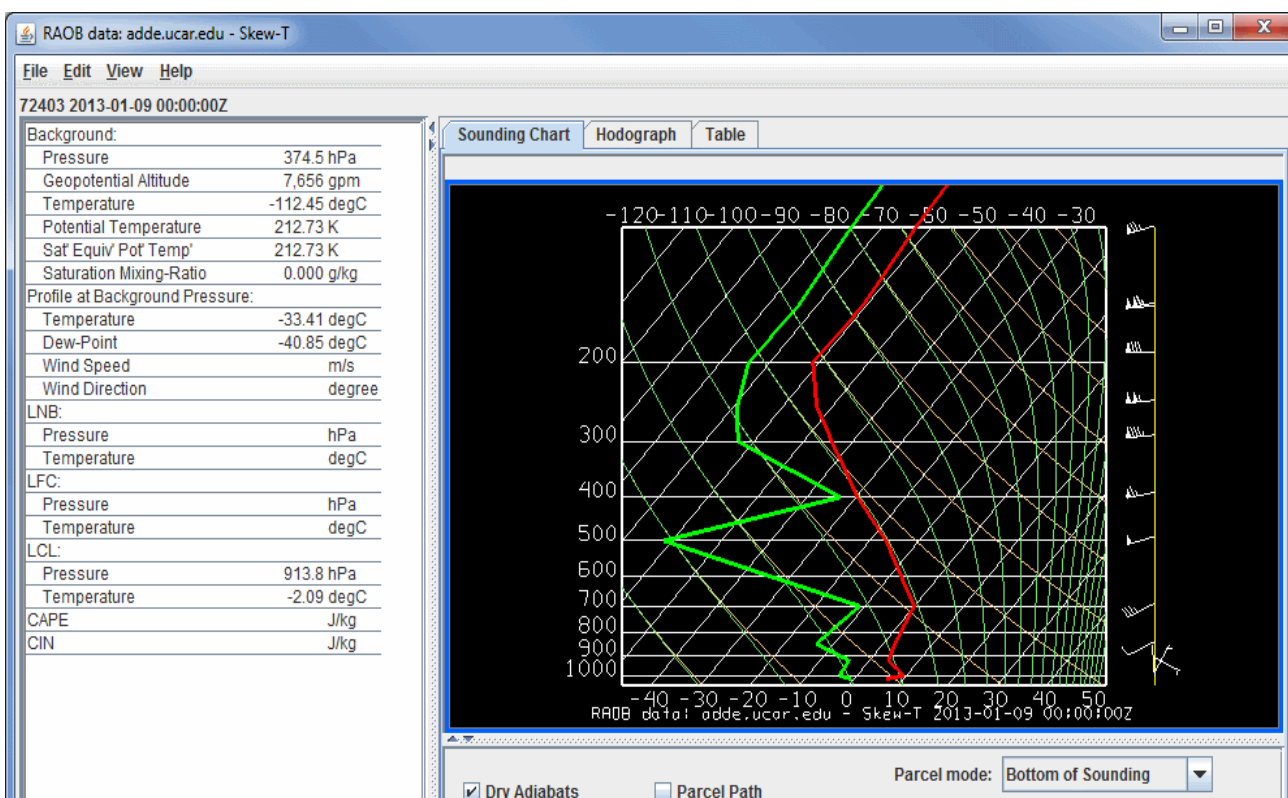 RAOB data: adde.ucar.edu - Skew-T
File Edit View Help
72403 2013-01-09 00:00:00Z
Background:
Pressure 374.5 hPa
Geopotential Altitude 7,656 gpm
Temperature -112.45 degC
Potential Temperature 212.73 K
Sat' Equiv' Pot' Temp' 212.73 K
Saturation Mixing-Ratio 0.000 g/kg
Profile at Background Pressure:
Temperature -33.41 degC
Dew-Point -40.85 degC
Wind Speed m/s
Wind Direction degree
LNB:
Pressure hPa
Temperature degC
LFC:
Pressure hPa
Temperature degC
LCL:
Pressure 913.8 hPa
Temperature -2.09 degC
CAPE J/kg
CIN J/kg
Sounding Chart Hodograph Table
-120 -110 -100 -90 -80 -70 -60 -50 -40 -30
200
300
400
500
600
700
800
900
1000
-40 -30 -20 -10 0 10 20 30 40 50
RAOB data: adde.ucar.edu - Skew-T 2013-01-09 00:00:00Z
Parcel mode: Bottom of Sounding
Dry Adiabats Parcel Path